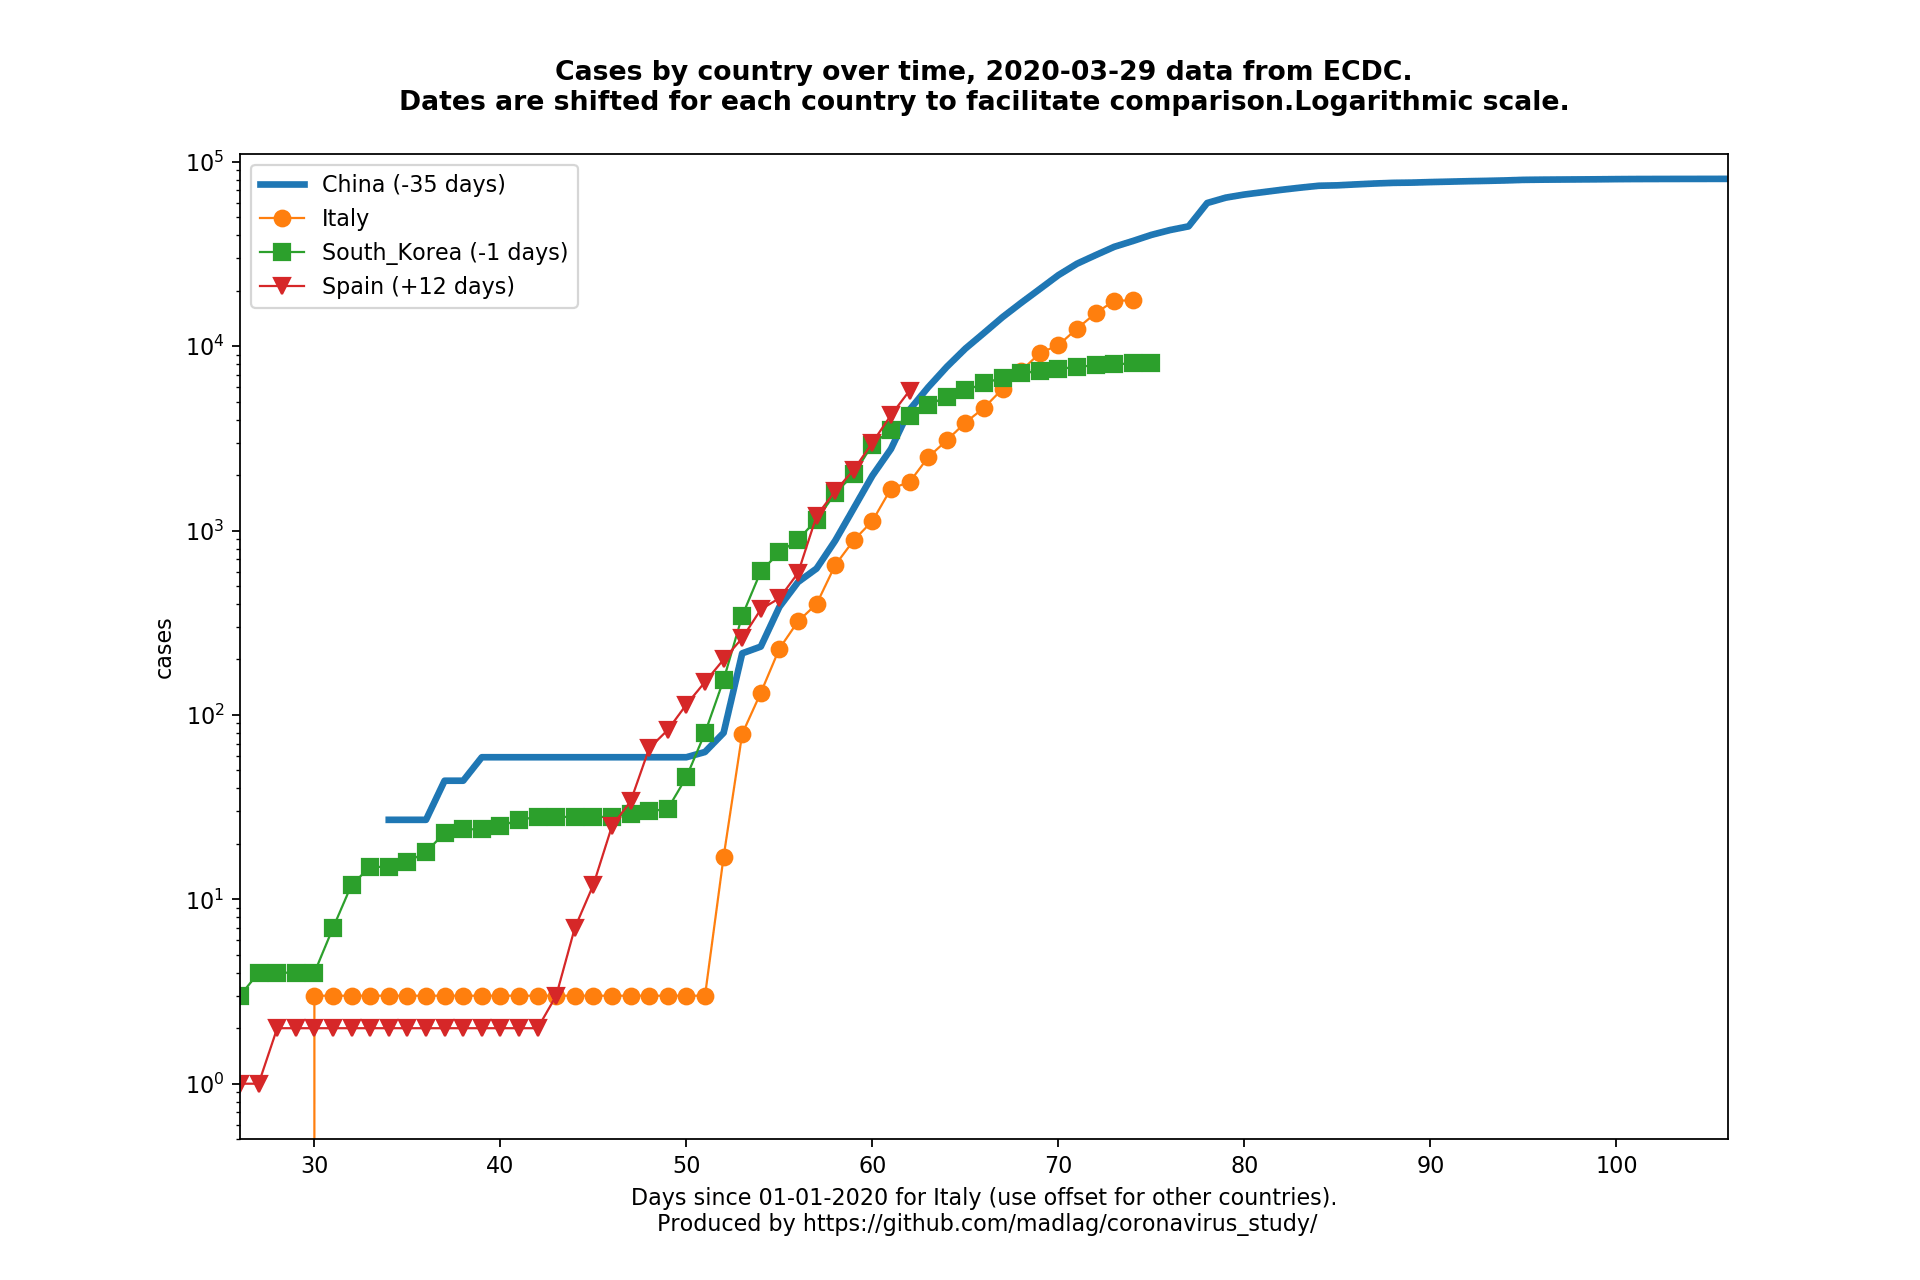 Cases by country over time, 2020-03-29 data from ECDC.
Dates are shifted for each country to facilitate comparison.Logarithmic scale.
10^5
10^4
10^3
10^2
10^1
10^0
cases
China (-35 days)
Italy
South_Korea (-1 days)
Spain (+12 days)
30 40 50 60 70 80 90 100
Days since 01-01-2020 for Italy (use offset for other countries).
Produced by https://github.com/madlag/coronavirus_study/